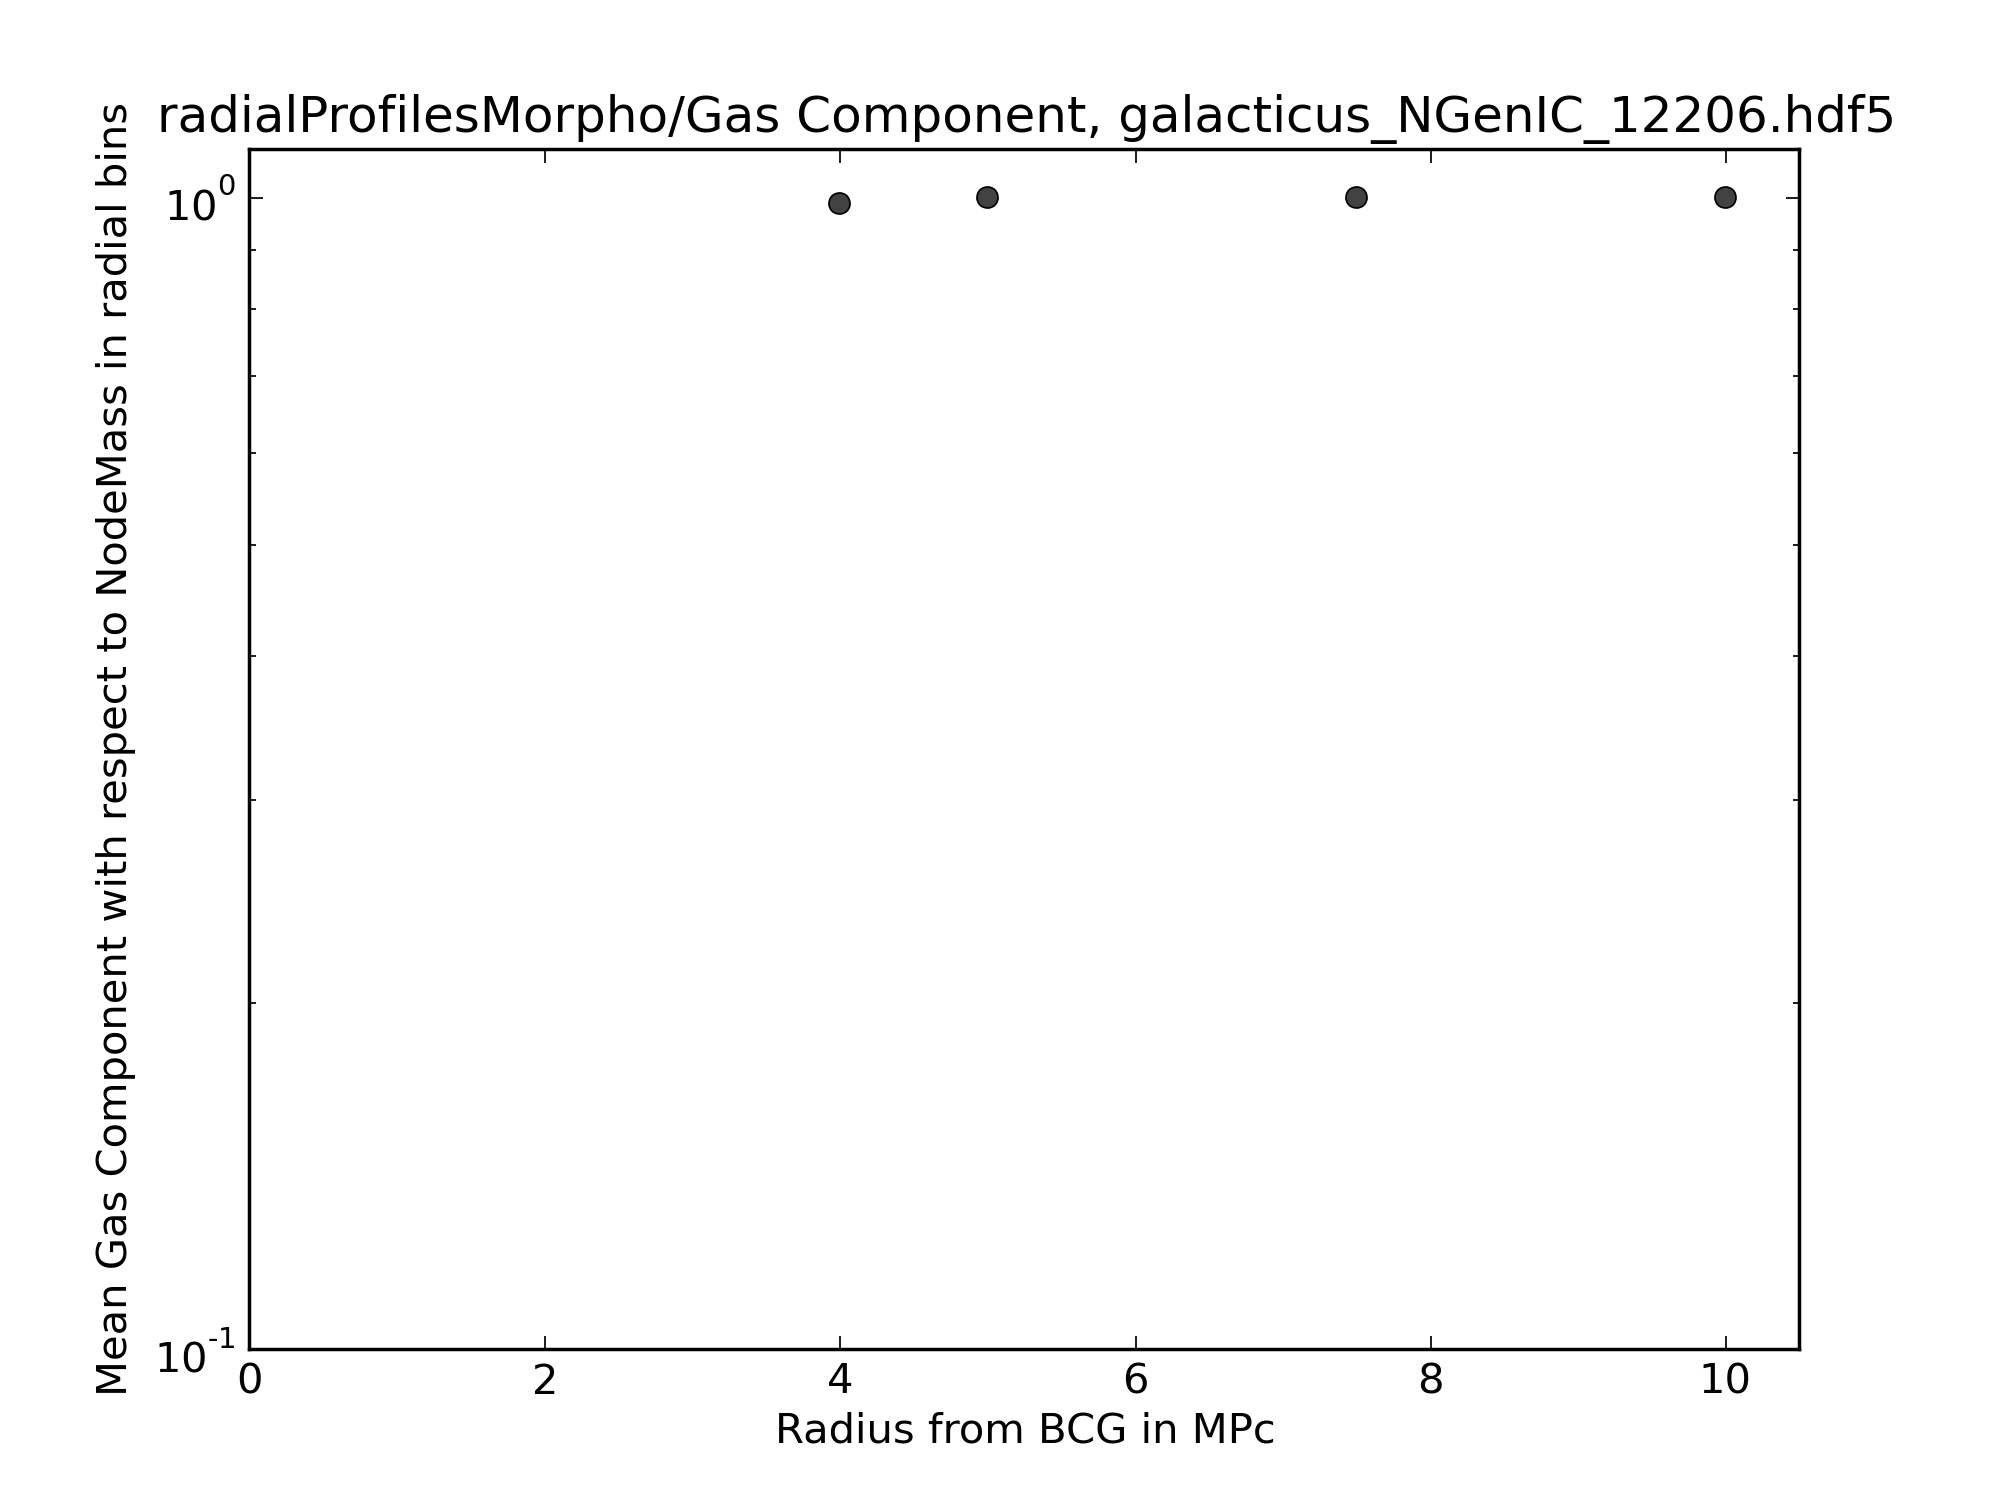 radialProfilesMorpho/Gas Component, galacticus_NGenIC_12206.hdf5
Mean Gas Component with respect to NodeMass in radial bins
10^0
10^-1
0 2 4 6 8 10
Radius from BCG in MPc